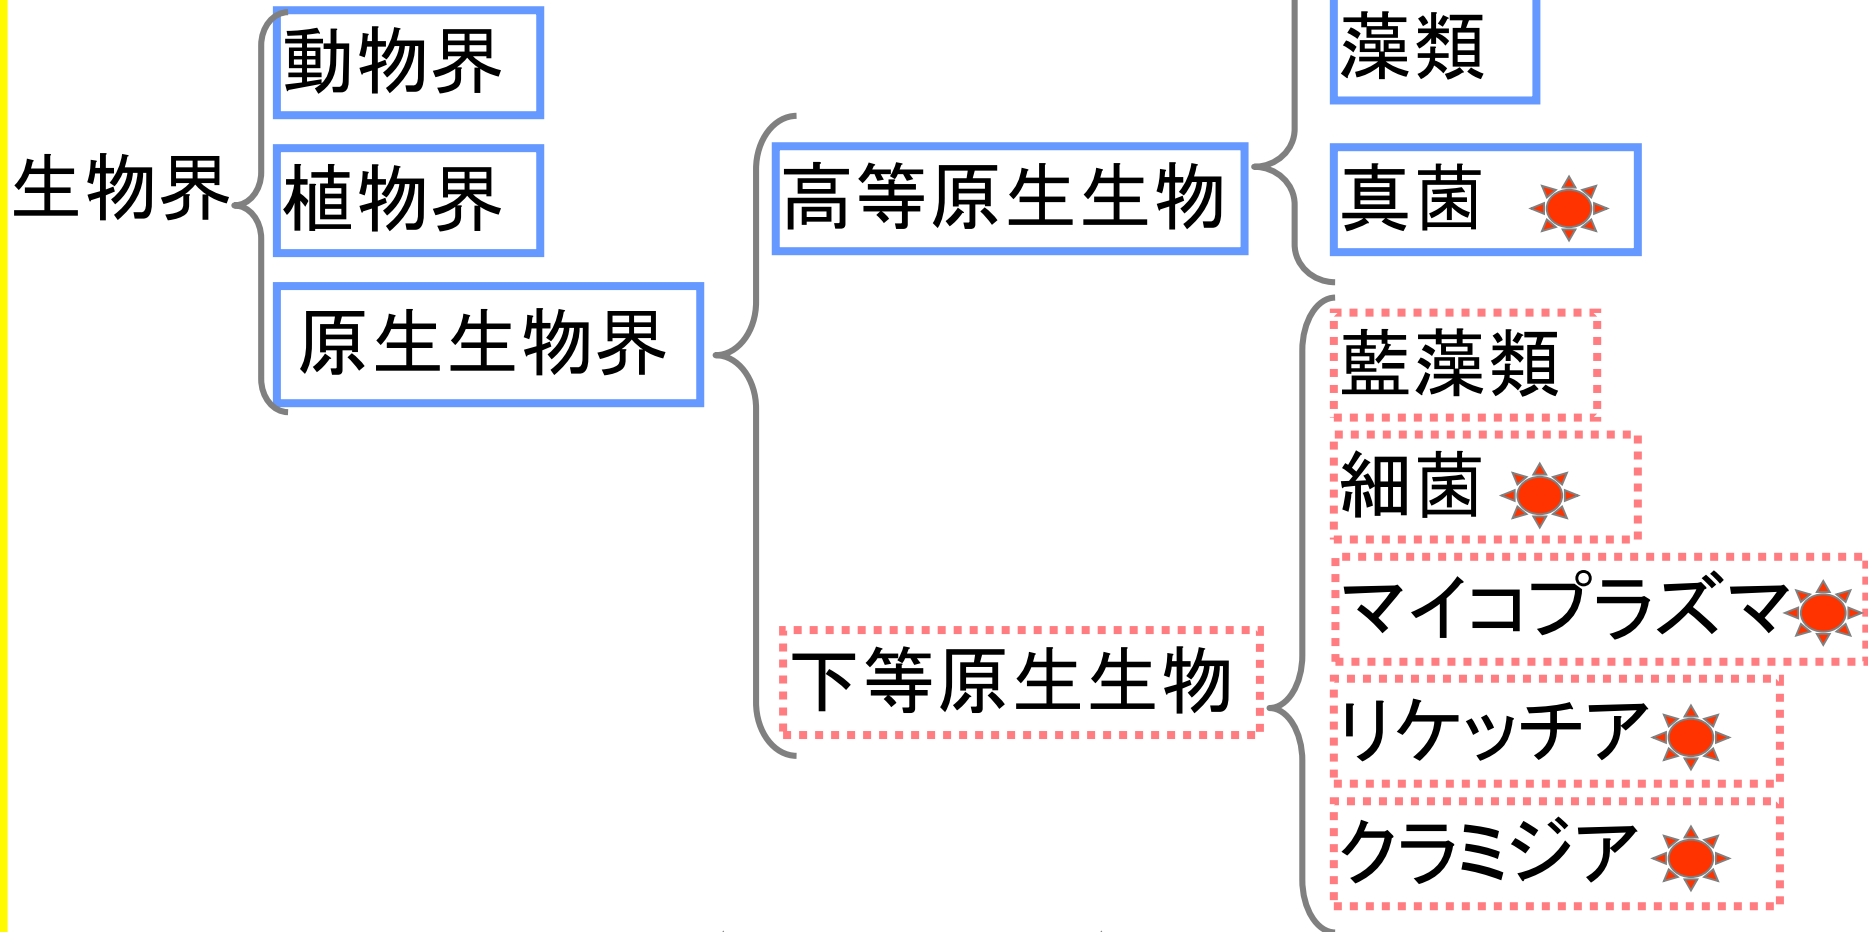 生物界
動物界
植物界
原生生物界
高等原生生物
下等原生生物
藻類
真菌
藍藻類
細菌
マイコプラズマ
リケッチア
クラミジア